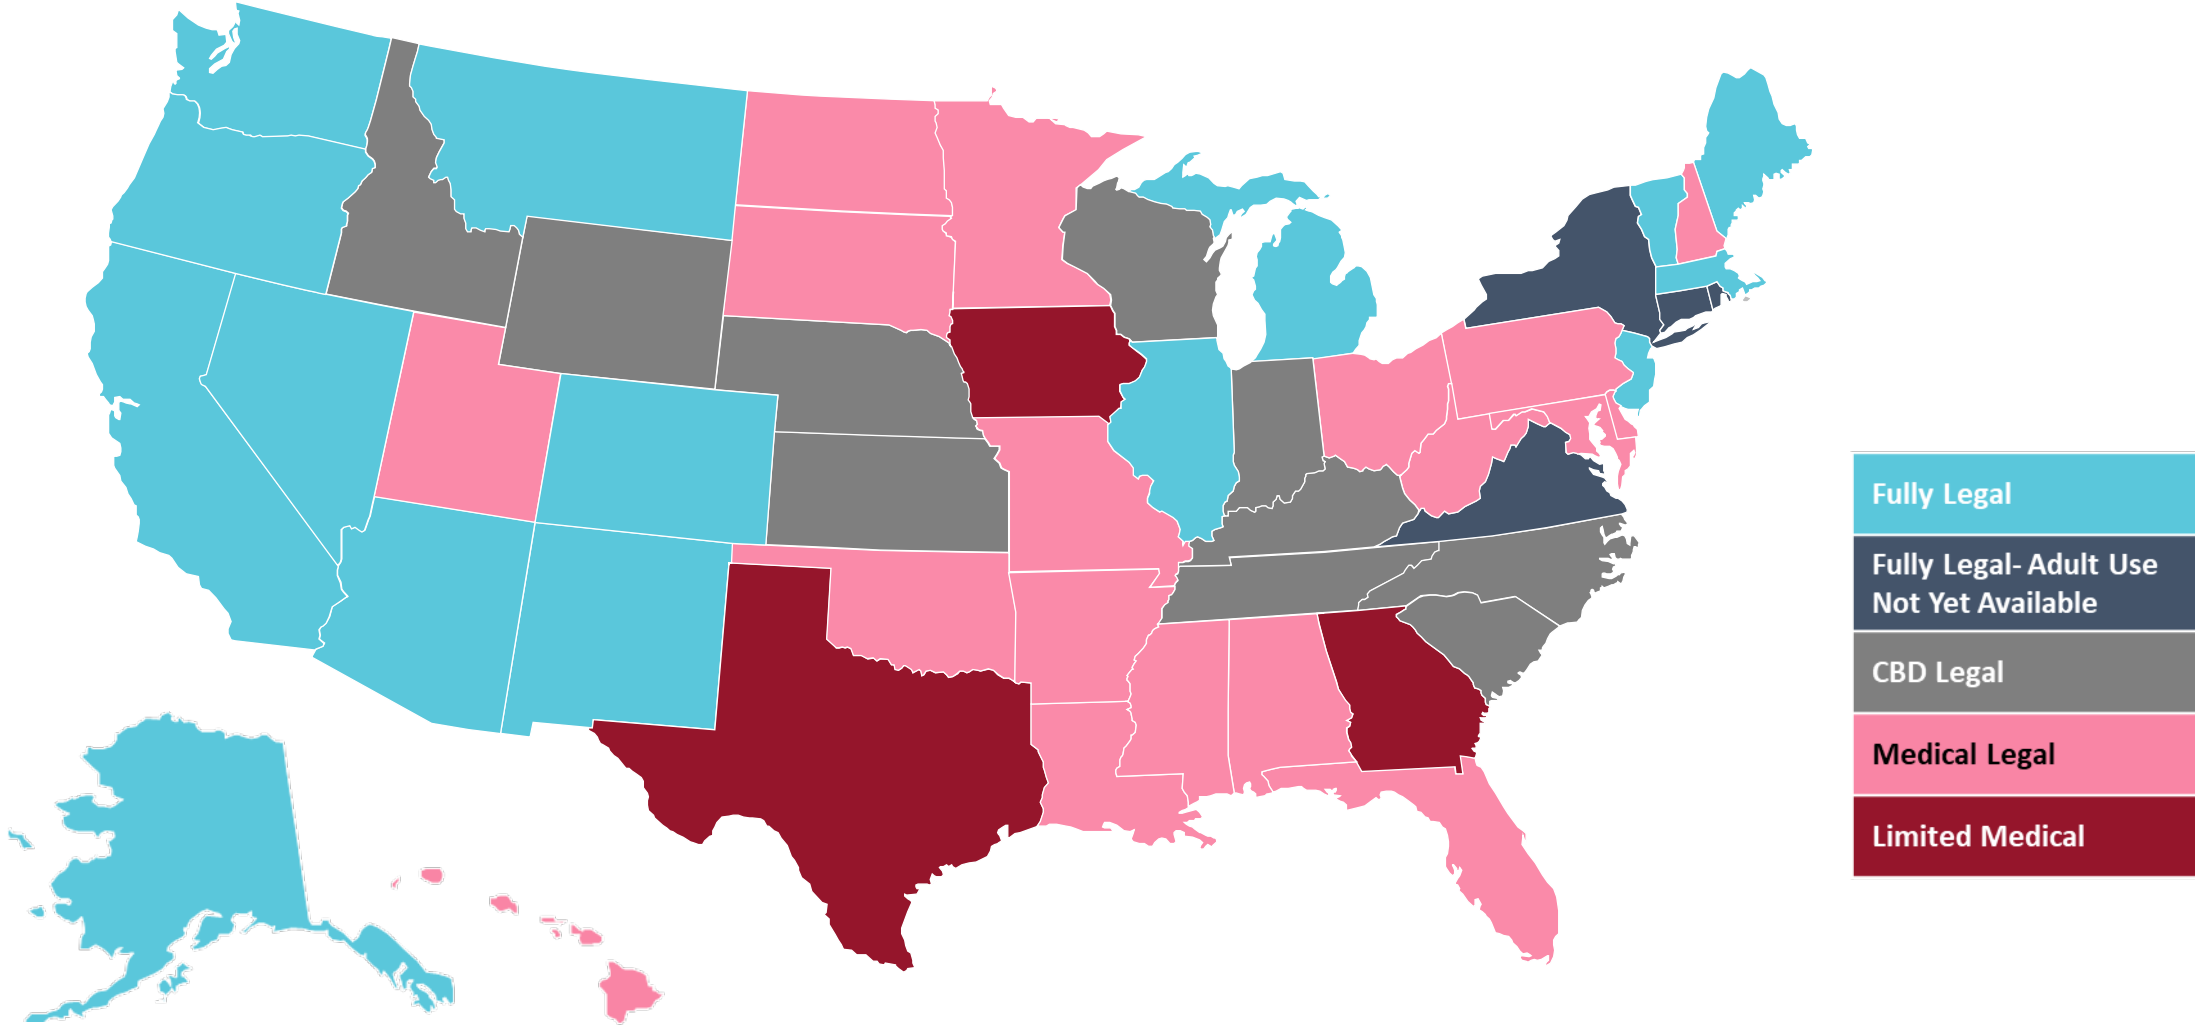 Fully Legal
Fully Legal- Adult Use
Not Yet Available
CBD Legal
Medical Legal
Limited Medical